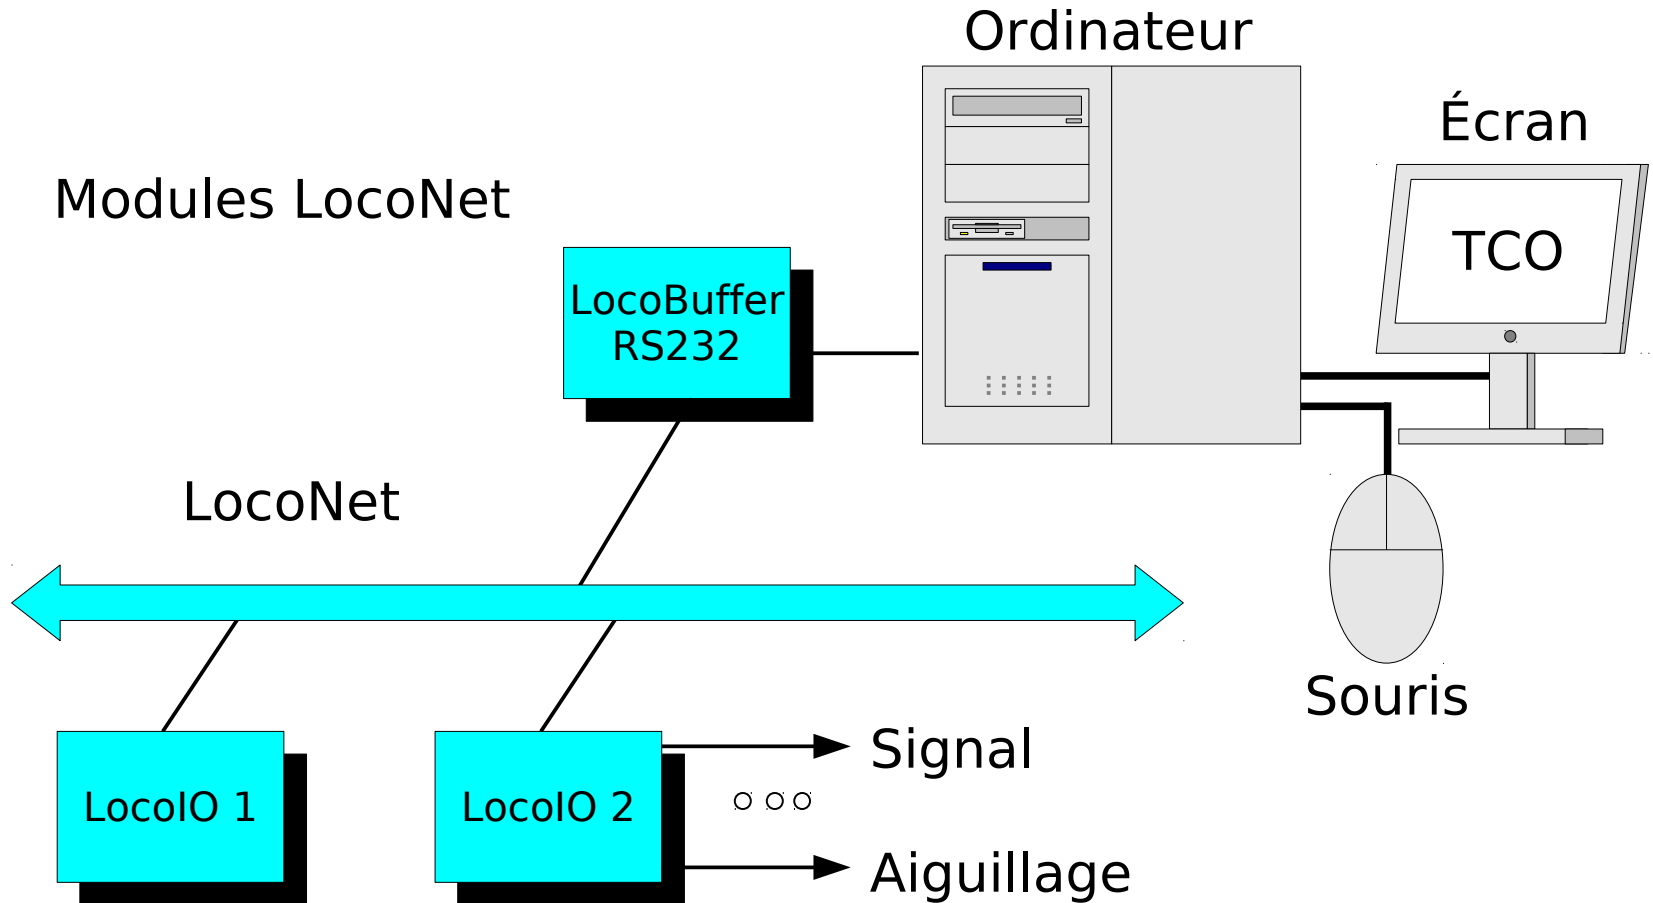 Ordinateur
Écran
Modules LocoNet
TCO
LocoBuffer
RS232
LocoNet
Souris
Signal
LocoIO 1
LocoIO 2
Aiguillage